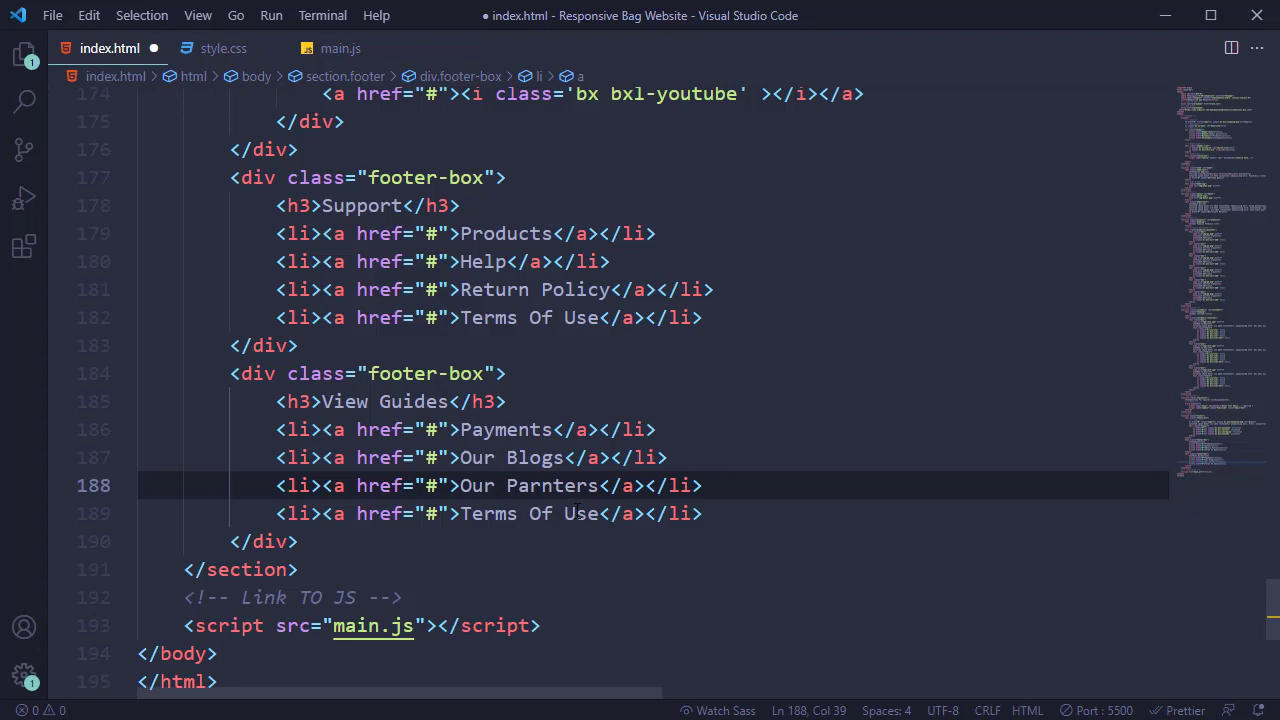 File Edit Selection View Go Run Terminal Help ● index.html - Responsive Bag Website - Visual Studio Code
index.html ● style.css JS main.js
index.html > html > body > section.footer > div.footer-box > li > a
174 <a href="#"><i class='bx bxl-youtube' ></i></a>
175 </div>
176 </div>
177 <div class="footer-box">
178 <h3>Support</h3>
179 <li><a href="#">Products</a></li>
180 <li><a href="#">Help</a></li>
181 <li><a href="#">Return Policy</a></li>
182 <li><a href="#">Terms Of Use</a></li>
183 </div>
184 <div class="footer-box">
185 <h3>View Guides</h3>
186 <li><a href="#">Payments</a></li>
187 <li><a href="#">Our Blogs</a></li>
188 <li><a href="#">Our Parnters</a></li>
189 <li><a href="#">Terms Of Use</a></li>
190 </div>
191 </section>
192 <!-- Link TO JS -->
193 <script src="main.js"></script>
194 </body>
195 </html>
1
1
0 0 Watch Sass Ln 188, Col 39 Spaces: 4 UTF-8 CRLF HTML Port : 5500 Prettier